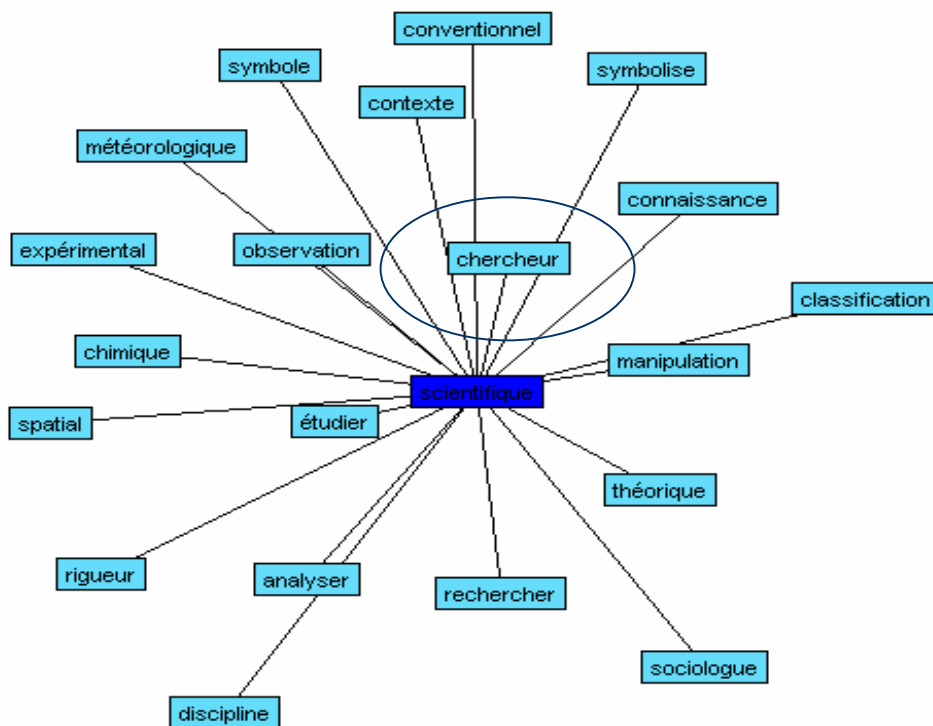 conventionnel
symbole
symbolise
contexte
météorologique
connaissance
expérimental
observation
chercheur
classification
chimique
manipulation
scientifique
spatial
étudier
théorique
rigueur
analyser
rechercher
sociologue
discipline